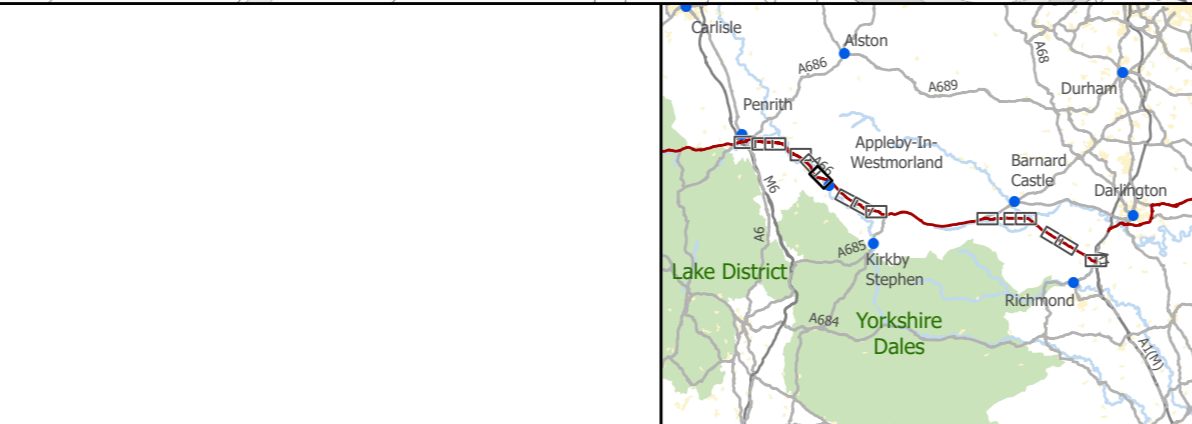 Carlisle
Alston
A68
A686
A689
Durham
Penrith
Appleby-In-
Westmorland
A66
Barnard
Castle
Darlington
M6
A6
A685
Kirkby
Stephen
Lake District
Richmond
A684
Yorkshire
Dales
A1(M)